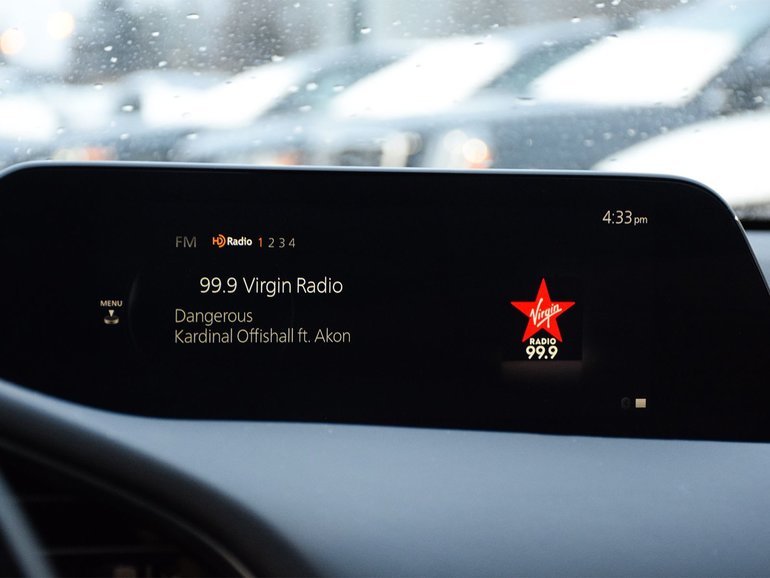 4:33pm
FM HD Radio 1 2 3 4
99.9 Virgin Radio
MENU
Dangerous
Kardinal Offishall ft. Akon
Virgin
RADIO
99.9